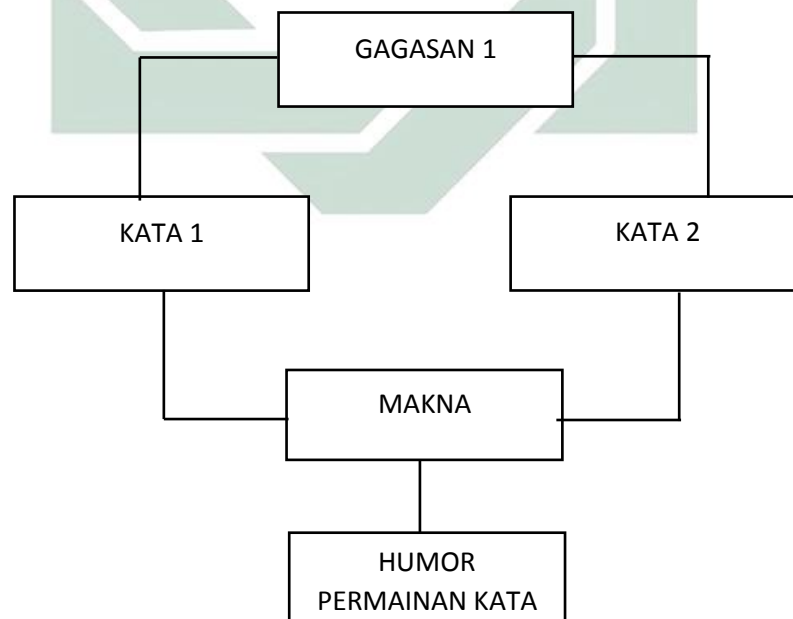 GAGASAN 1
KATA 1
KATA 2
MAKNA
HUMOR
PERMAINAN KATA